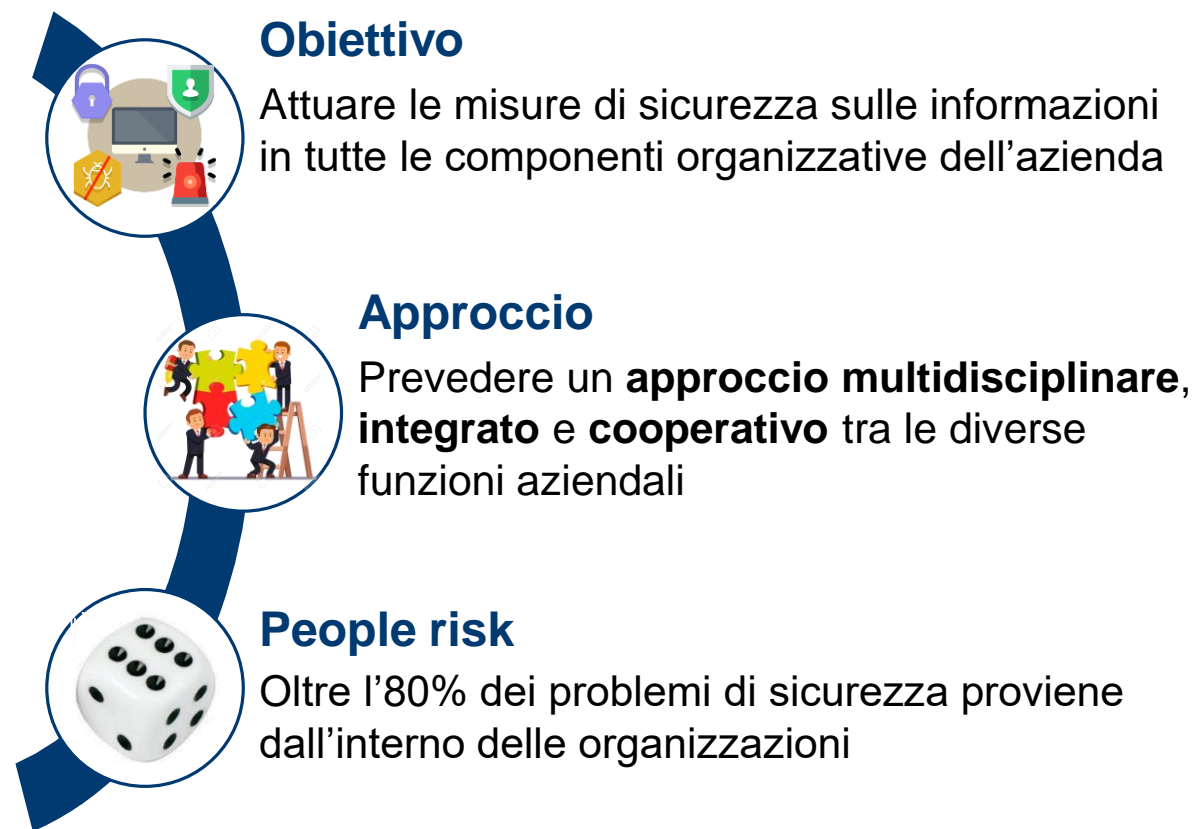 Obiettivo
Attuare le misure di sicurezza sulle informazioni
in tutte le componenti organizzative dell’azienda
Approccio
Prevedere un approccio multidisciplinare,
integrato e cooperativo tra le diverse
funzioni aziendali
People risk
Oltre l’80% dei problemi di sicurezza proviene
dall’interno delle organizzazioni